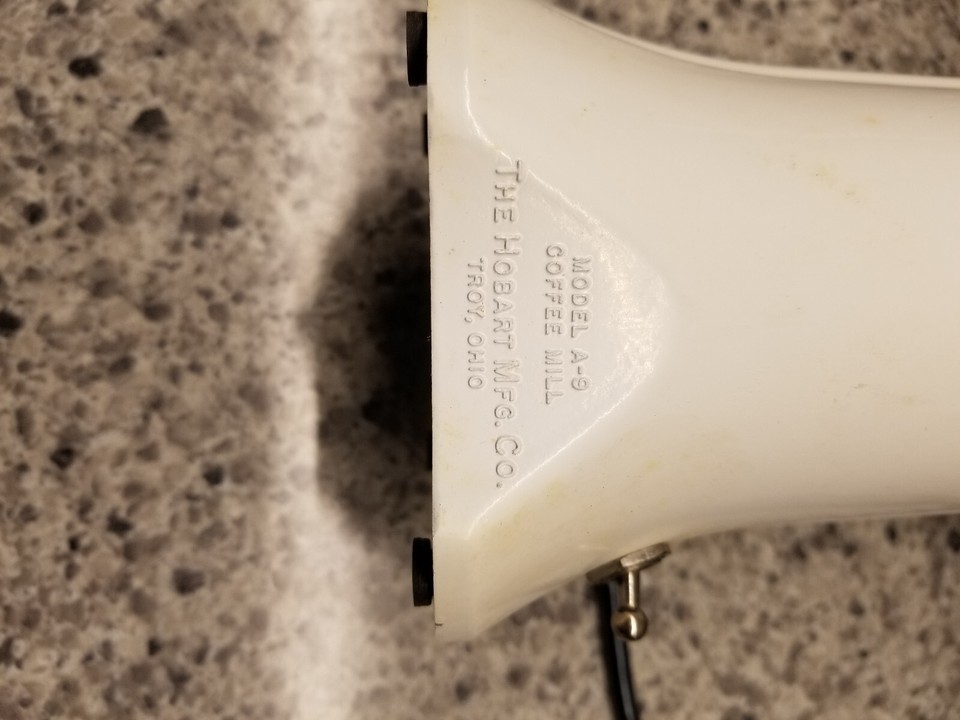 MODEL A-9
COFFEE MILL
THE HOBART MFG. CO.
TROY, OHIO